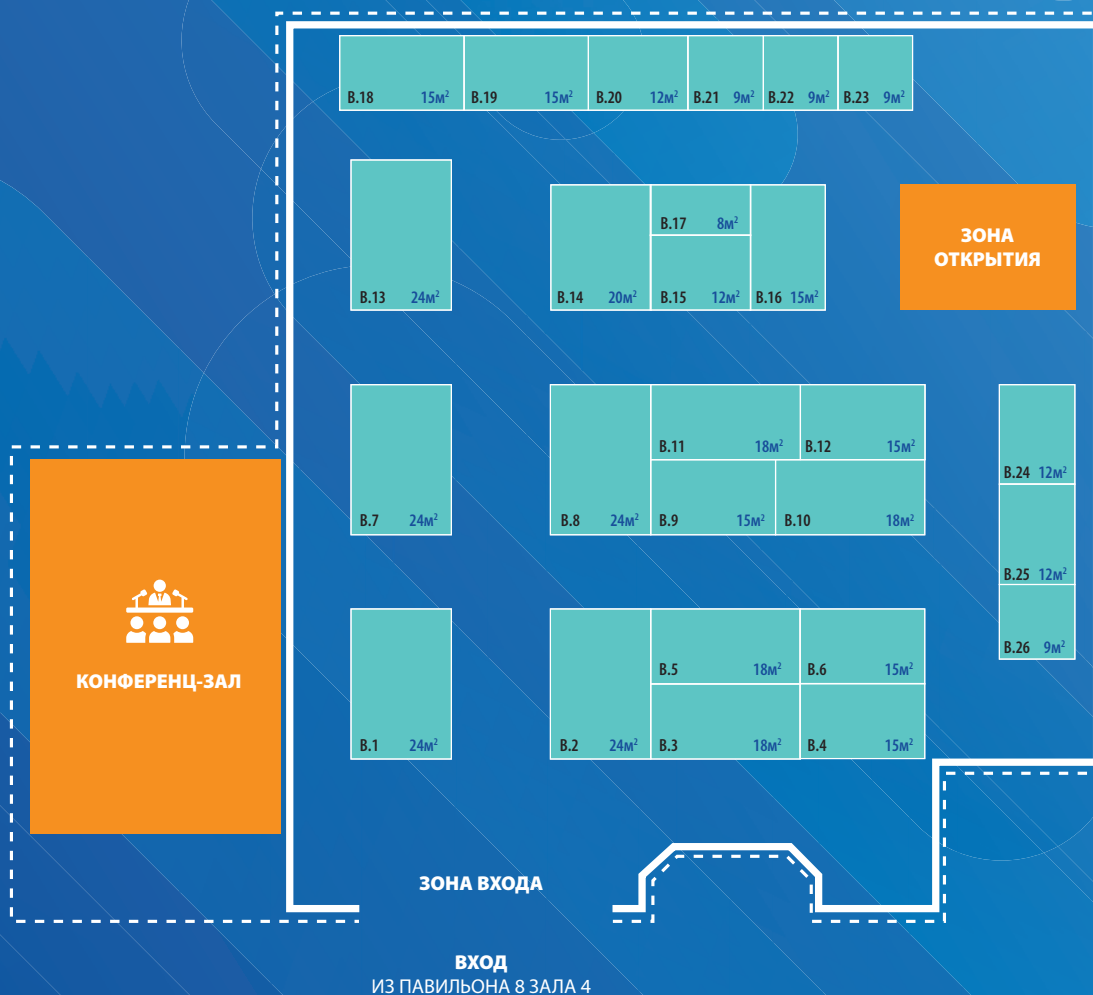 B.18 15м²
B.19 15м²
B.20 12м²
B.21 9м²
B.22 9м²
B.23 9м²
B.13 24м²
B.14 20м²
B.17 8м²
B.15 12м²
B.16 15м²
ЗОНА
ОТКРЫТИЯ
B.7 24м²
B.8 24м²
B.11 18м²
B.12 15м²
B.9 15м²
B.10 18м²
B.24 12м²
B.25 12м²
B.26 9м²
КОНФЕРЕНЦ-ЗАЛ
B.1 24м²
B.2 24м²
B.5 18м²
B.6 15м²
B.3 18м²
B.4 15м²
ЗОНА ВХОДА
ВХОД
ИЗ ПАВИЛЬОНА 8 ЗАЛА 4